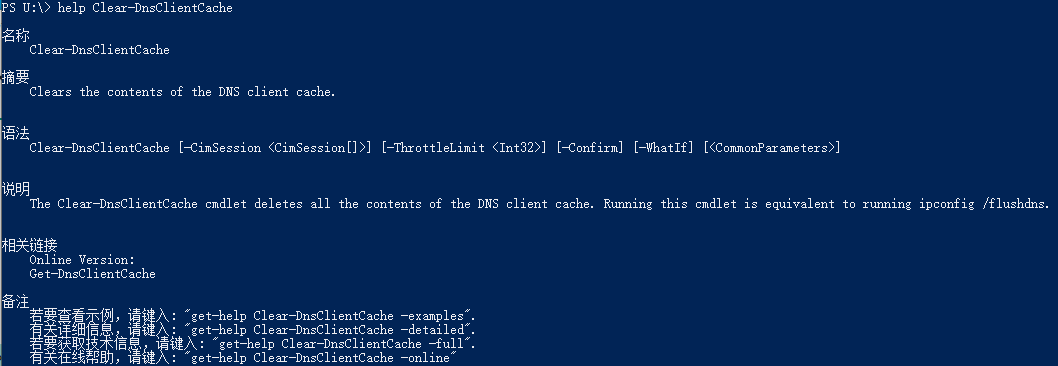 PS U:\> help Clear-DnsClientCache
名称
Clear-DnsClientCache
摘要
Clears the contents of the DNS client cache.
语法
Clear-DnsClientCache [-CimSession <CimSession[]>] [-ThrottleLimit <Int32>] [-Confirm] [-WhatIf] [<CommonParameters>]
说明
The Clear-DnsClientCache cmdlet deletes all the contents of the DNS client cache. Running this cmdlet is equivalent to running ipconfig /flushdns.
相关链接
Online Version:
Get-DnsClientCache
备注
若要查看示例，请键入: "get-help Clear-DnsClientCache -examples".
有关详细信息，请键入: "get-help Clear-DnsClientCache -detailed".
若要获取技术信息，请键入: "get-help Clear-DnsClientCache -full".
有关在线帮助，请键入: "get-help Clear-DnsClientCache -online"